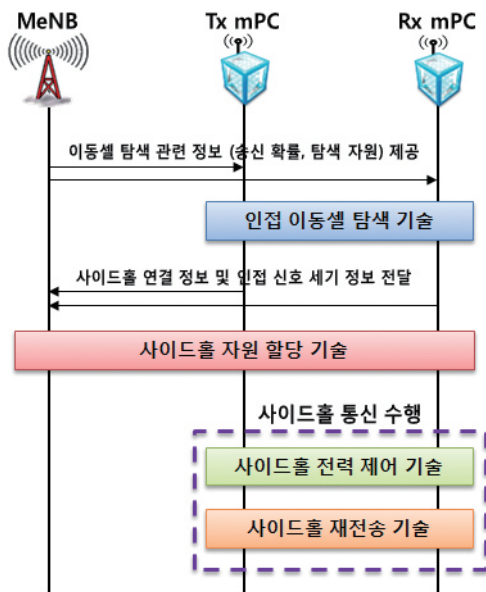 MeNB
Tx mPC
Rx mPC
이동셀 탐색 관련 정보 (송신 확률, 탐색 자원) 제공
인접 이동셀 탐색 기술
사이드홀 연결 정보 및 인접 신호 세기 정보 전달
사이드홀 자원 할당 기술
사이드홀 통신 수행
사이드홀 전력 제어 기술
사이드홀 재전송 기술